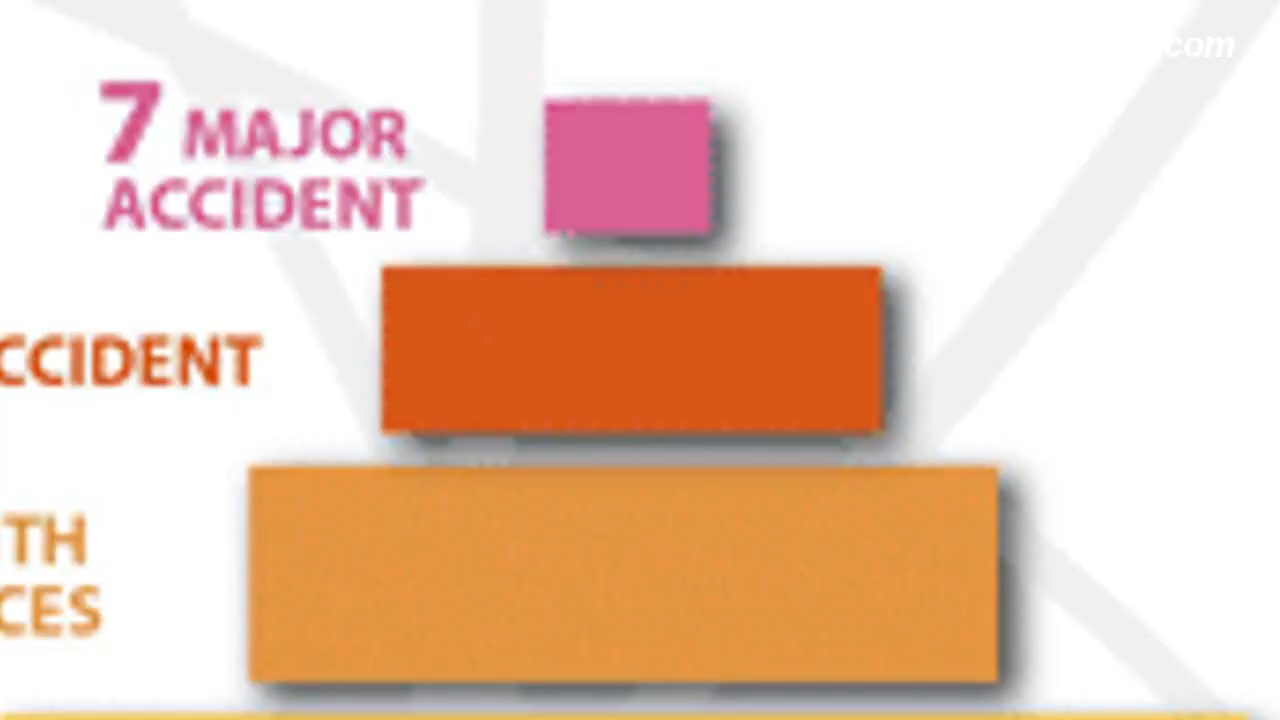 com
7 MAJOR
ACCIDENT
CCIDENT
TH
CES